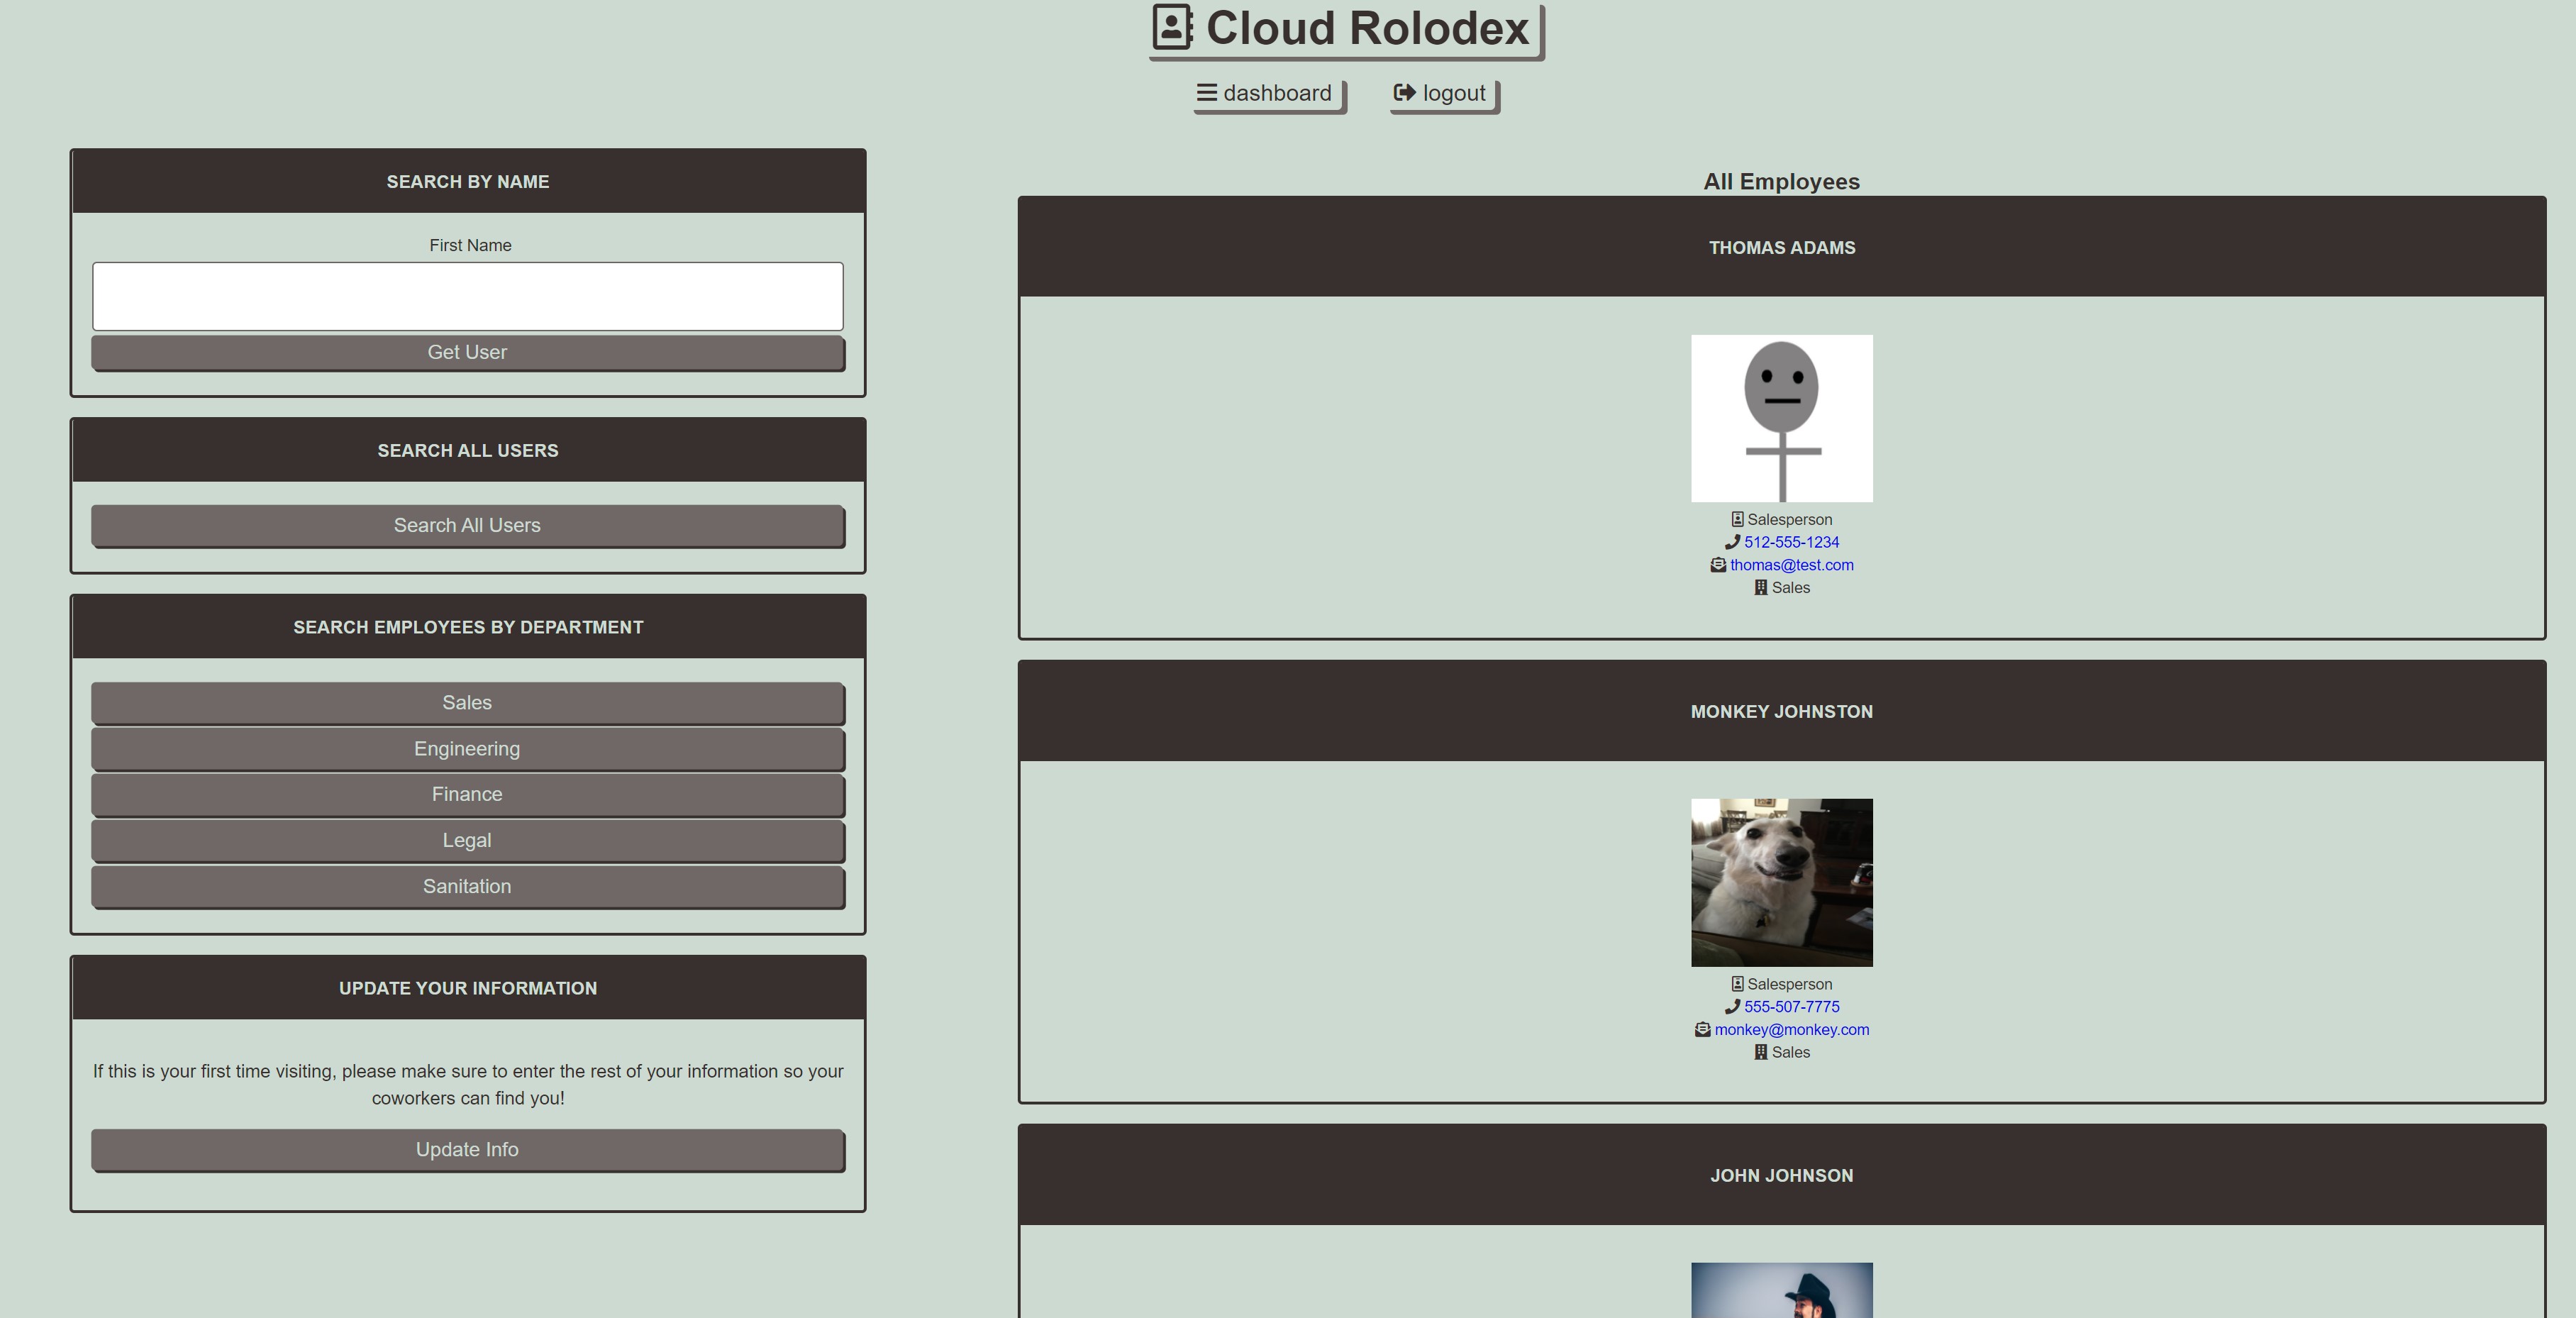 Cloud Rolodex
dashboard
logout
SEARCH BY NAME
First Name
Get User
SEARCH ALL USERS
Search All Users
SEARCH EMPLOYEES BY DEPARTMENT
Sales
Engineering
Finance
Legal
Sanitation
UPDATE YOUR INFORMATION
If this is your first time visiting, please make sure to enter the rest of your information so your
coworkers can find you!
Update Info
All Employees
THOMAS ADAMS
Salesperson
512-555-1234
thomas@test.com
Sales
MONKEY JOHNSTON
Salesperson
555-507-7775
monkey@monkey.com
Sales
JOHN JOHNSON